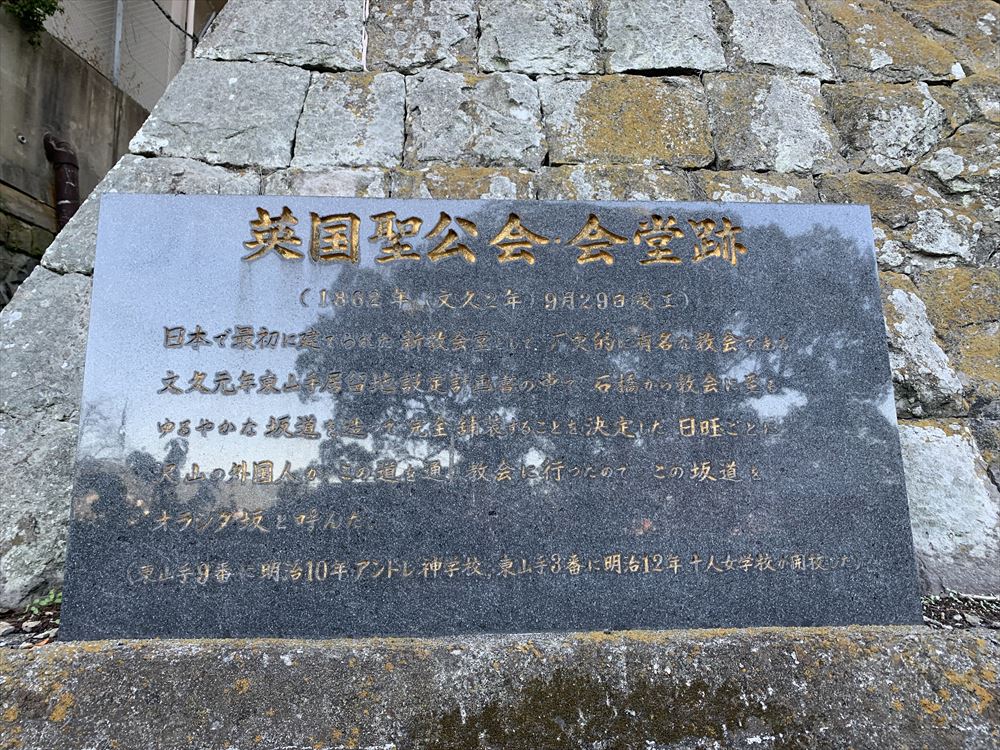 英国聖公会・会堂跡
(1862年(文久2年)9月29日竣工)
日本で最初に建てられた新教会堂として、歴史的に有名な教会である
文久元年東山手居留地設定計画書の中で、石橋から教会に至る
ゆるやかな坂道を造って完全舗装することを決定した 日曜ごとに
沢山の外国人が、この道を通り教会に行ったので この坂道を
オランダ坂と呼んだ。
(東山手9番に明治10年アンドレ神学校、東山手3番に明治12年十人女学校が開校した)